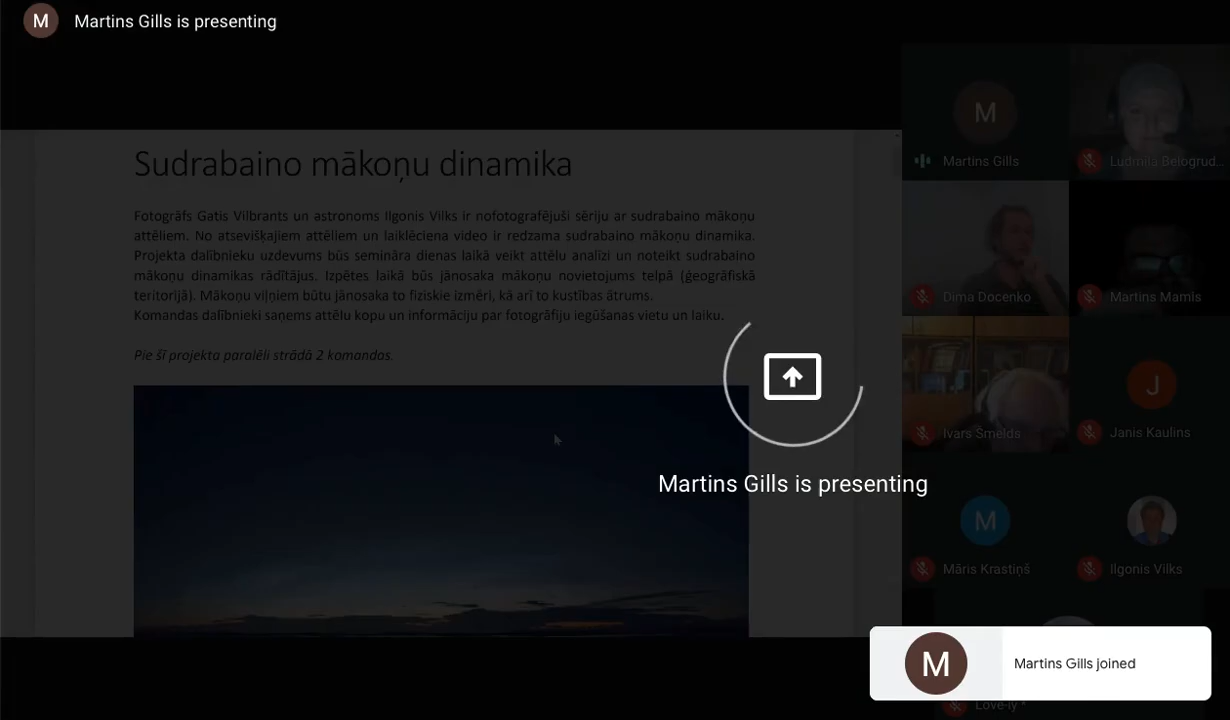 M Martins Gills is presenting
Sudrabaino mākoņu dinamika
Fotogrāfs Gatis Vilbrants un astronoms Ilgonis Vilks ir nofotografējuši sēriju ar sudrabaino mākoņu
attēliem. No atsevišķajiem attēliem un laiklēciena video ir redzama sudrabaino mākoņu dinamika.
Projekta dalībnieku uzdevums būs semināra dienas laikā veikt attēlu analīzi un noteikt sudrabaino
mākoņu dinamikas rādītājus. Izpētes laikā būs jānosaka mākoņu novietojums telpā (ģeogrāfiskā
teritorijā). Mākoņu viļņiem būtu jānosaka to fiziskie izmēri, kā arī to kustības ātrums.
Komandas dalībnieki saņems attēlu kopu un informāciju par fotogrāfiju iegūšanas vietu un laiku.
Pie šī projekta paralēli strādā 2 komandas.
Martins Gills is presenting
M
Martins Gills
Ludmila Belogrud...
Dima Docenko
Martins Mamis
Ivars Smelds
J
Janis Kaulins
M
Māris Krastiņš
Ilgonis Vilks
M Martins Gills joined
Love-ly *